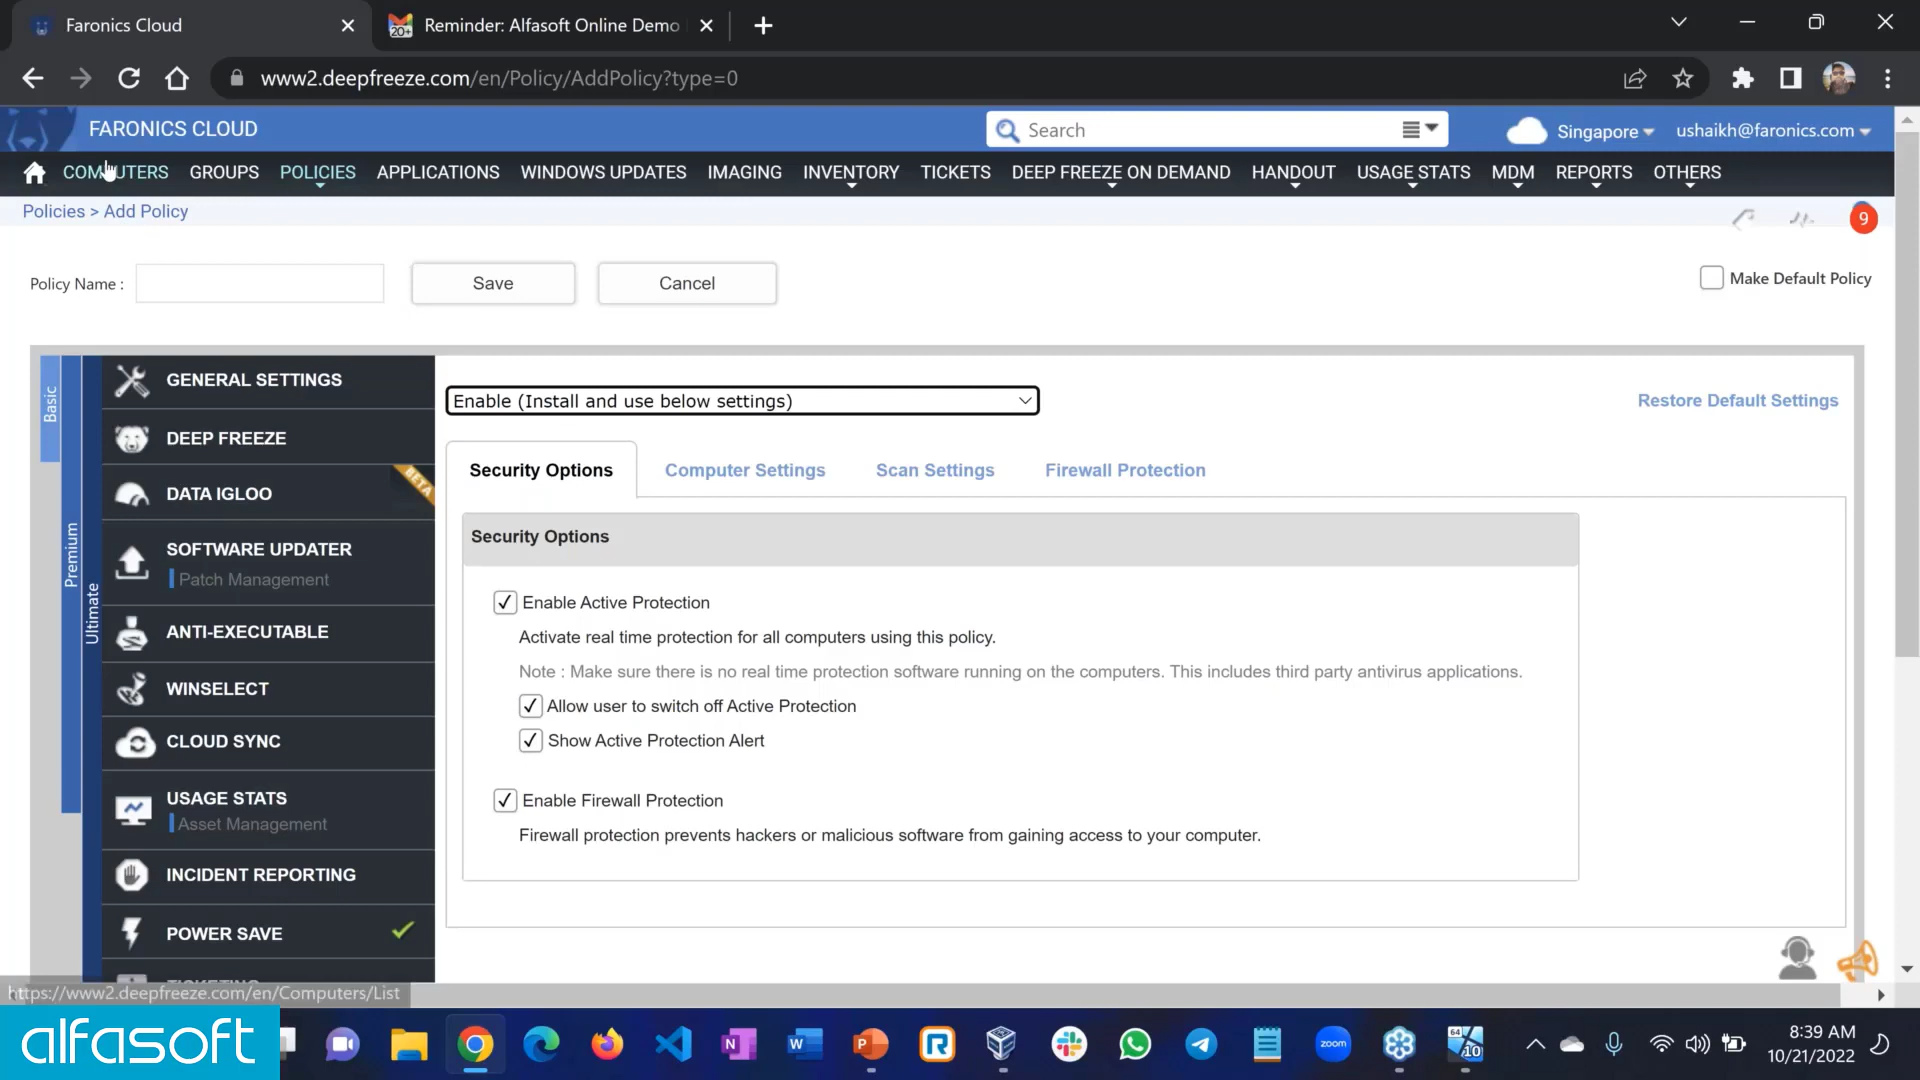 Faronics Cloud
20+
Reminder: Alfasoft Online Demo
www2.deepfreeze.com/en/Policy/AddPolicy?type=0
FARONICS CLOUD
Search
Singapore
ushaikh@faronics.com
COMPUTERS GROUPS POLICIES APPLICATIONS WINDOWS UPDATES IMAGING INVENTORY TICKETS DEEP FREEZE ON DEMAND HANDOUT USAGE STATS MDM REPORTS OTHERS
Policies > Add Policy
9
Policy Name :
Save
Cancel
Make Default Policy
Basic
Premium
Ultimate
GENERAL SETTINGS
DEEP FREEZE
DATA IGLOO
BETA
SOFTWARE UPDATER
Patch Management
ANTI-EXECUTABLE
WINSELECT
CLOUD SYNC
USAGE STATS
Asset Management
INCIDENT REPORTING
POWER SAVE
TICKETING
Enable (Install and use below settings)
Restore Default Settings
Security Options
Computer Settings
Scan Settings
Firewall Protection
Security Options
Enable Active Protection
Activate real time protection for all computers using this policy.
Note : Make sure there is no real time protection software running on the computers. This includes third party antivirus applications.
Allow user to switch off Active Protection
Show Active Protection Alert
Enable Firewall Protection
Firewall protection prevents hackers or malicious software from gaining access to your computer.
https://www2.deepfreeze.com/en/Computers/List
alfasoft
N
W
P
R
zoom
64
10
8:39 AM
10/21/2022